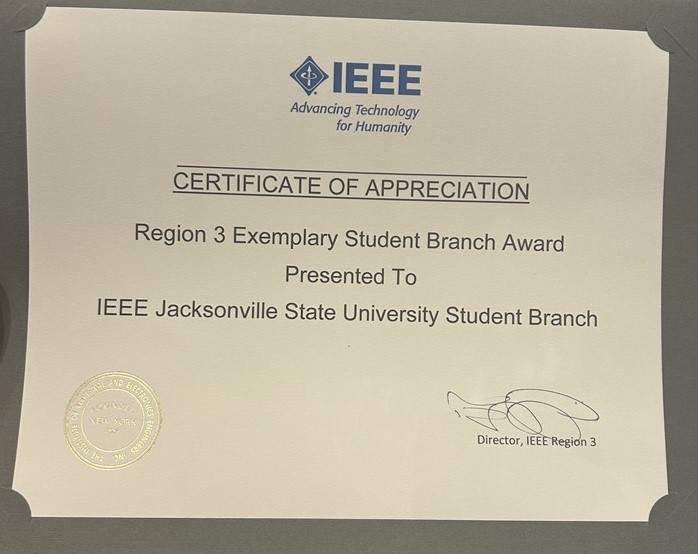 IEEE
Advancing Technology
for Humanity
CERTIFICATE OF APPRECIATION
Region 3 Exemplary Student Branch Award
Presented To
IEEE Jacksonville State University Student Branch
THE INSTITUTE OF ELECTRICAL AND ELECTRONICS ENGINEERS, INC.
NEW YORK
Director, IEEE Region 3